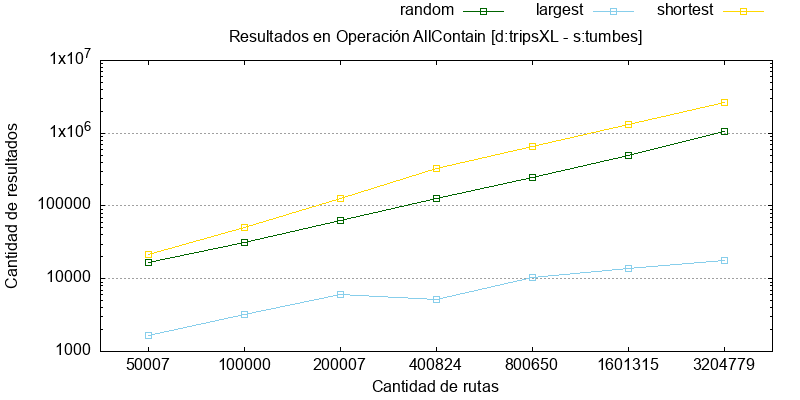 random largest shortest
Resultados en Operación AllContain [d:tripsXL - s:tumbes]
1x10^7
1x10^6
100000
10000
1000
Cantidad de resultados
50007 100000 200007 400824 800650 1601315 3204779
Cantidad de rutas